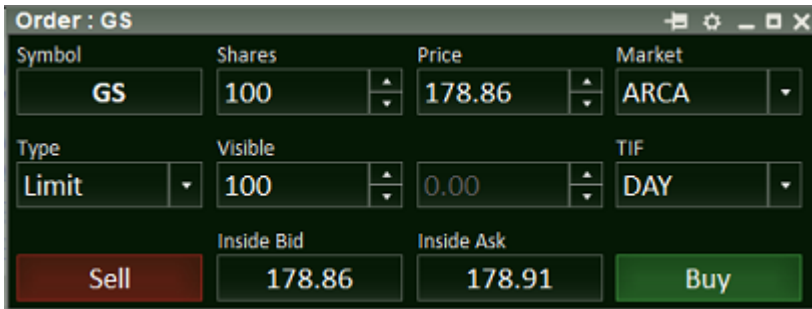 Order : GS
Symbol Shares Price Market
GS 100 178.86 ARCA
Type Visible TIF
Limit 100 0.00 DAY
Inside Bid Inside Ask
Sell 178.86 178.91 Buy